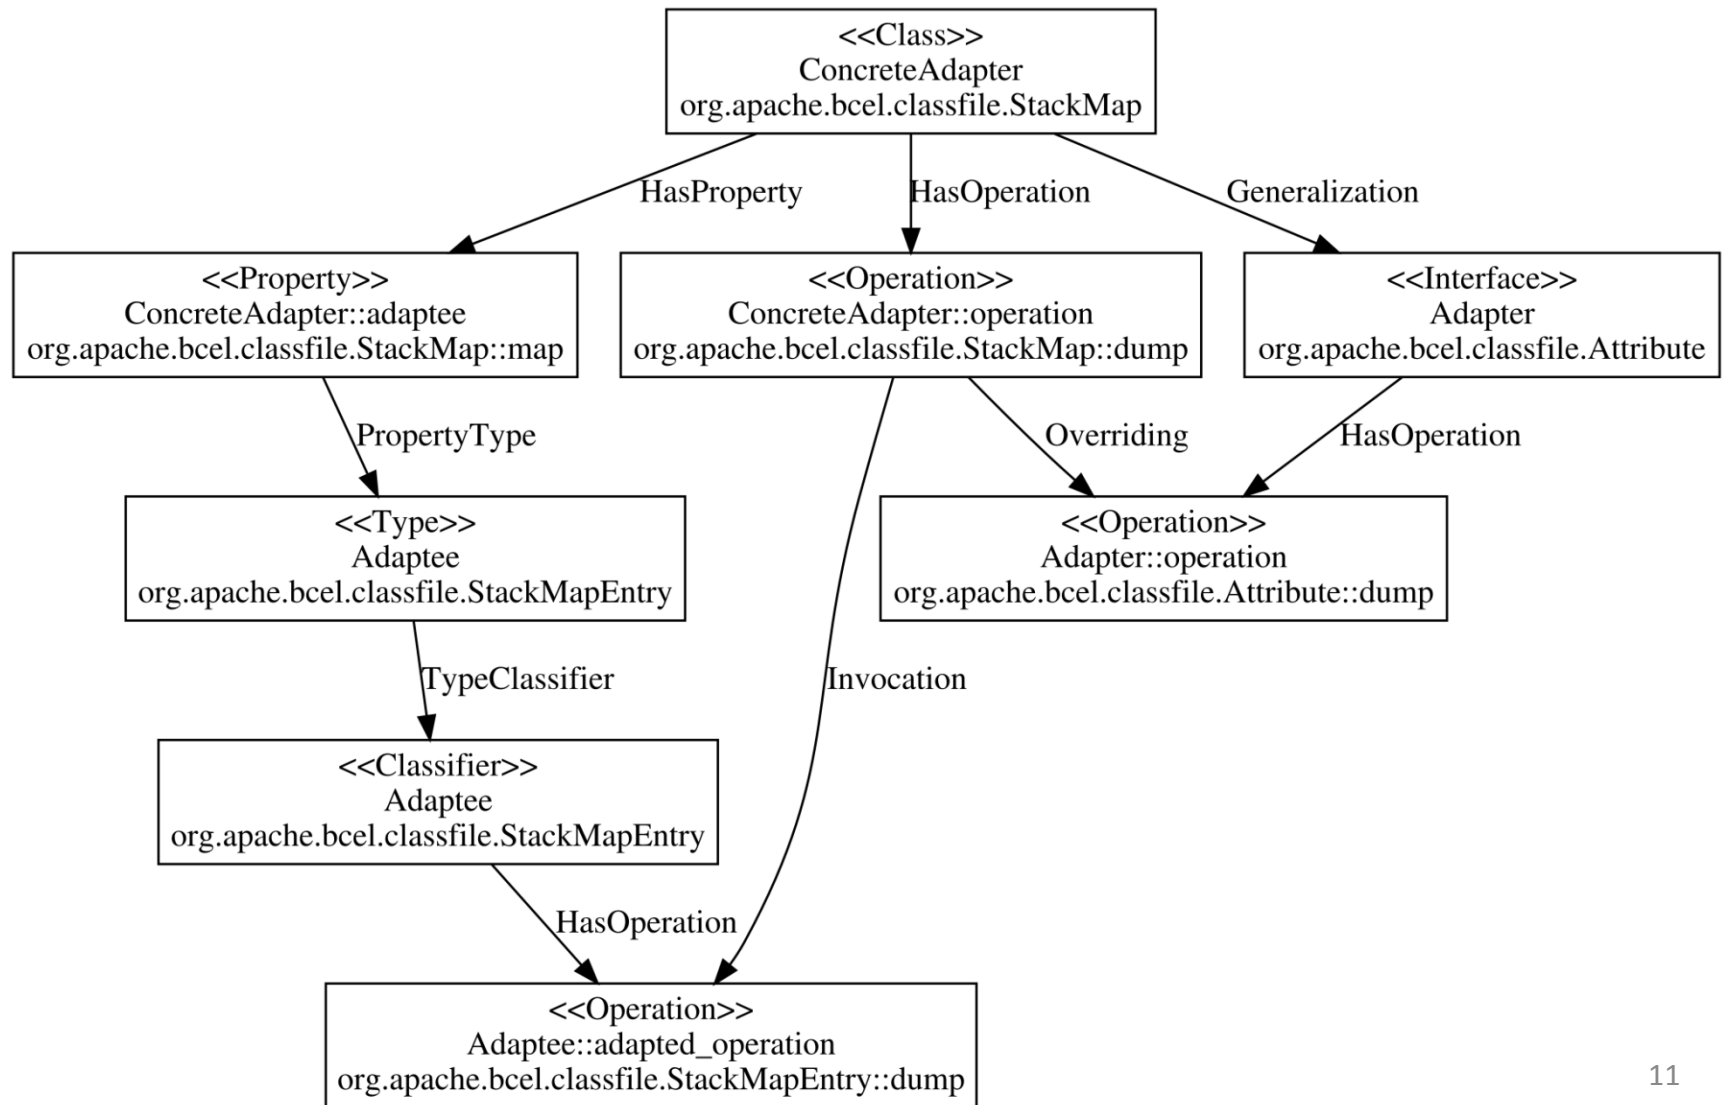 <<Class>>
ConcreteAdapter
org.apache.bcel.classfile.StackMap
HasProperty
HasOperation
Generalization
<<Property>>
ConcreteAdapter::adaptee
org.apache.bcel.classfile.StackMap::map
<<Operation>>
ConcreteAdapter::operation
org.apache.bcel.classfile.StackMap::dump
<<Interface>>
Adapter
org.apache.bcel.classfile.Attribute
PropertyType
Overriding
HasOperation
<<Type>>
Adaptee
org.apache.bcel.classfile.StackMapEntry
<<Operation>>
Adapter::operation
org.apache.bcel.classfile.Attribute::dump
TypeClassifier
Invocation
<<Classifier>>
Adaptee
org.apache.bcel.classfile.StackMapEntry
HasOperation
<<Operation>>
Adaptee::adapted_operation
org.apache.bcel.classfile.StackMapEntry::dump
11